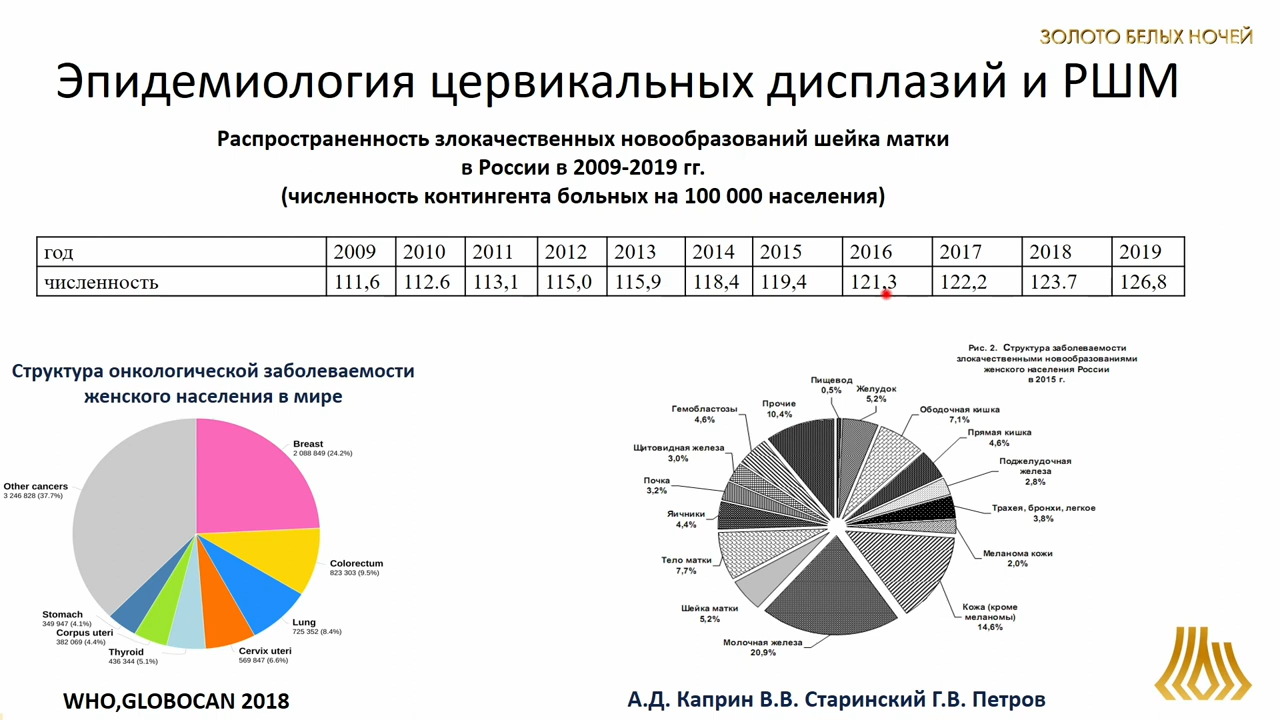 ЗОЛОТО БЕЛЫХ НОЧЕЙ
Эпидемиология цервикальных дисплазий и РШМ
Распространенность злокачественных новообразований шейка матки
в России в 2009-2019 гг.
(численность контингента больных на 100 000 населения)
год 2009 2010 2011 2012 2013 2014 2015 2016 2017 2018 2019
численность 111,6 112.6 113,1 115,0 115,9 118,4 119,4 121,3 122,2 123.7 126,8
Структура онкологической заболеваемости
женского населения в мире
Breast
2 088 849 (24.2%)
Other cancers
3 246 828 (37.7%)
Colorectum
823 303 (9.5%)
Stomach
349 947 (4.1%)
Lung
725 352 (8.4%)
Corpus uteri
382 069 (4.4%)
Thyroid
436 344 (5.1%)
Cervix uteri
569 847 (6.6%)
WHO,GLOBOCAN 2018
Рис. 2. Структура заболеваемости
злокачественными новообразованиями
женского населения России
в 2015 г.
Пищевод
0,5%
Желудок
5,2%
Прочие
10,4%
Гемобластозы
4,6%
Ободочная кишка
7,1%
Прямая кишка
4,6%
Щитовидная железа
3,0%
Поджелудочная
железа
2,8%
Почка
3,2%
Трахея, бронхи, легкое
3,8%
Яичники
4,4%
Меланома кожи
2,0%
Тело матки
7,7%
Кожа (кроме
меланомы)
14,6%
Шейка матки
5,2%
Молочная железа
20,9%
А.Д. Каприн В.В. Старинский Г.В. Петров